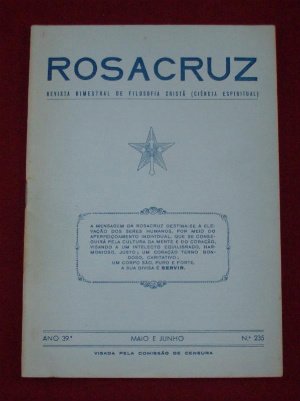 ROSACRUZ
REVISTA BIMESTRAL DE FILOSOFIA CRISTÃ (CIÊNCIA ESPIRITUAL)
A MENSAGEM DA ROSACRUZ DESTINA-SE À ELE-
VAÇÃO DOS SERES HUMANOS, POR MEIO DO
APERFEIÇOAMENTO INDIVIDUAL, QUE SE CONSE-
GUIRÁ PELA CULTURA DA MENTE E DO CORAÇÃO,
VISANDO A UM INTELECTO EQUILIBRADO, HAR-
MONIOSO, JUSTO; UM CORAÇÃO TERNO BON-
DOSO, CARITATIVO;
UM CORPO SÃO, PURO E FORTE.
A SUA DIVISA É SERVIR.
ANO 39.º MAIO E JUNHO N.º 235
VISADA PELA COMISSÃO DE CENSURA